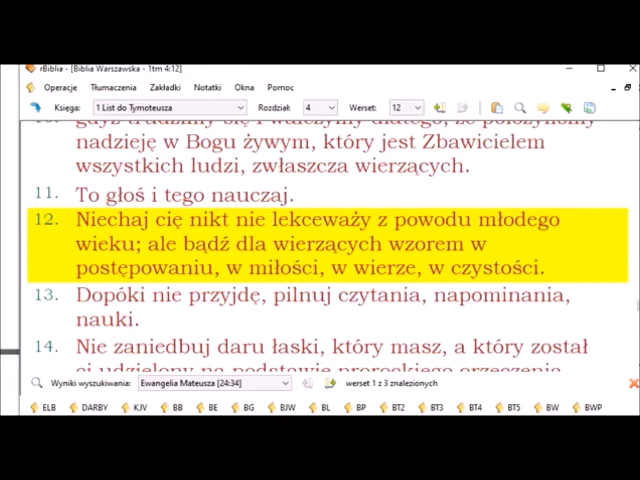 rBiblia - [Biblia Warszawska - 1tm 4:12]
Operacje Tłumaczenia Zakładki Notatki Okna Pomoc
Księga: 1 List do Tymoteusza Rozdział: 4 Werset: 12
nadzieję w Bogu żywym, który jest Zbawicielem
wszystkich ludzi, zwłaszcza wierzących.
11. To głoś i tego nauczaj.
12. Niechaj cię nikt nie lekceważy z powodu młodego
wieku; ale bądź dla wierzących wzorem w
postępowaniu, w miłości, w wierze, w czystości.
13. Dopóki nie przyjdę, pilnuj czytania, napominania,
nauki.
14. Nie zaniedbuj daru łaski, który masz, a który został
Wyniki wyszukiwania: Ewangelia Mateusza [24:34] werset 1 z 3 znalezionych
ELB DARBY KJV BB BE BG BJW BL BP BT2 BT3 BT4 BT5 BW BWP